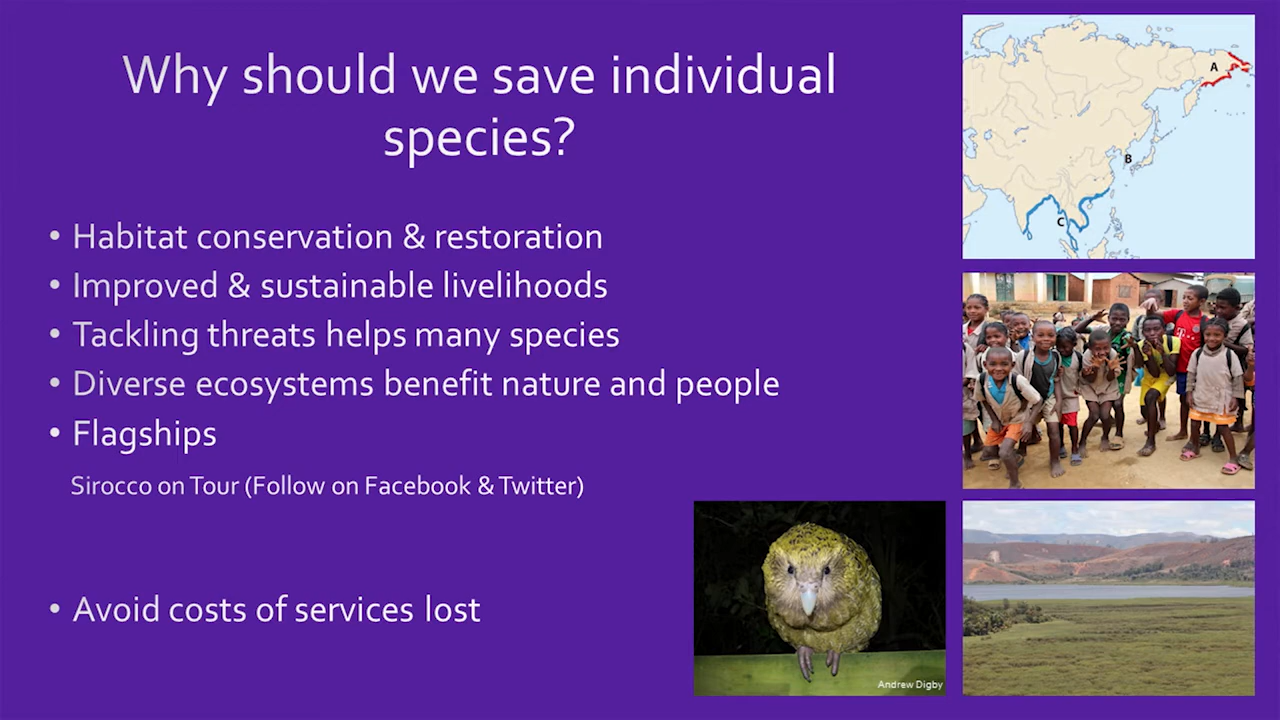 Why should we save individual
species?
• Habitat conservation & restoration
• Improved & sustainable livelihoods
• Tackling threats helps many species
• Diverse ecosystems benefit nature and people
• Flagships
Sirocco on Tour (Follow on Facebook & Twitter)
• Avoid costs of services lost
A
B
C
Andrew Digby